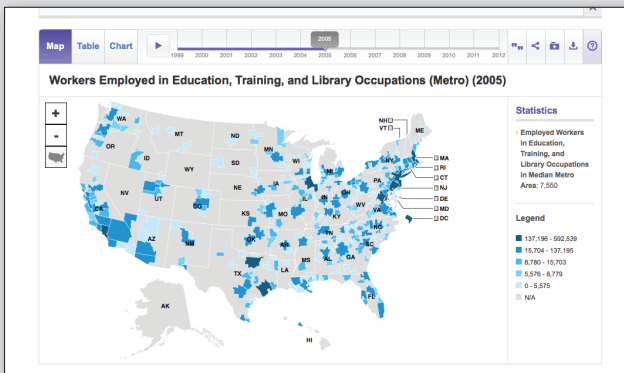 Map Table Chart
2005
1999 2000 2001 2002 2003 2004 2005 2006 2007 2008 2009 2010 2011 2012
Workers Employed in Education, Training, and Library Occupations (Metro) (2005)
+
-
WA
OR
ID
MT
ND
SD
MN
WI
MI
WY
NV
UT
CA
CO
AZ
NM
NE
KS
OK
TX
IA
MO
AR
LA
IL
IN
OH
KY
TN
MS
AL
GA
FL
SC
NC
VA
WV
PA
NY
ME
NH
VT
MA
RI
CT
NJ
DE
MD
DC
AK
HI
Statistics
Employed Workers
in Education,
Training, and
Library Occupations
in Median Metro
Area: 7,550
Legend
137,196 - 592,539
15,704 - 137,195
8,780 - 15,703
5,576 - 8,779
0 - 5,575
N/A